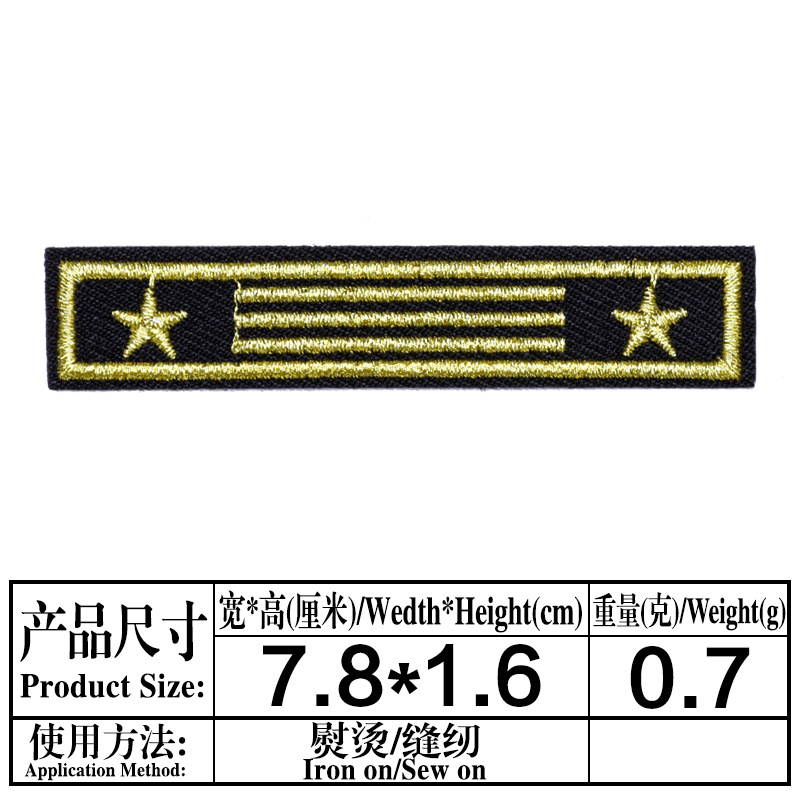 产品尺寸
Product Size:
宽*高(厘米)/Wedth*Height(cm)
重量(克)/Weight(g)
7.8*1.6
0.7
使用方法:
Application Method:
熨烫/缝纫
Iron on/Sew on